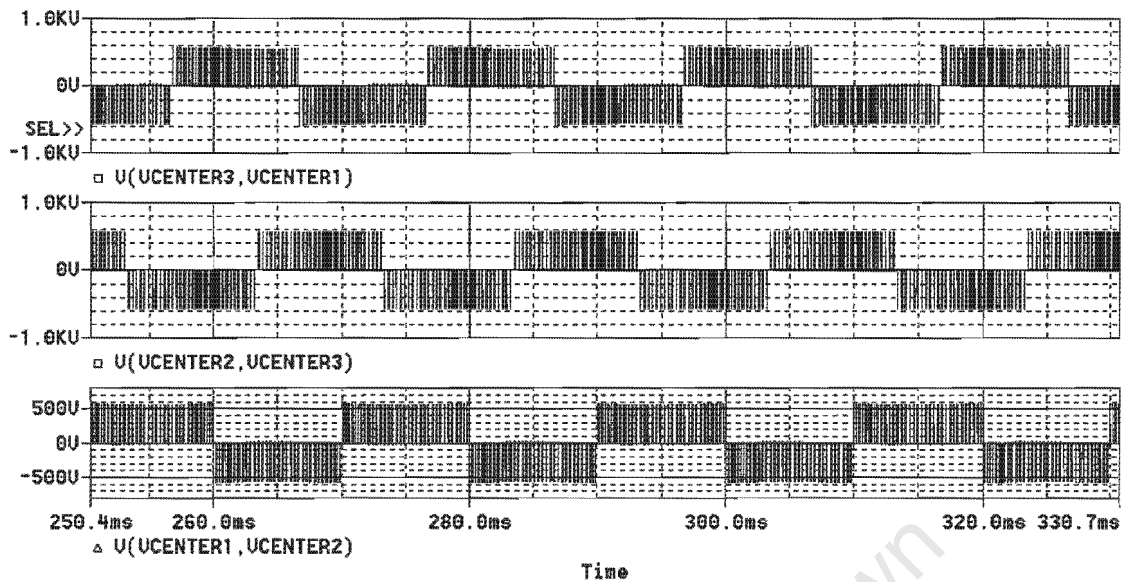 1.0KV
0V
SEL>>
-1.0KV
V(VCENTER3,VCENTER1)
1.0KV
0V
-1.0KV
V(VCENTER2,VCENTER3)
500V
0V
-500V
250.4ms 260.0ms 280.0ms 300.0ms 320.0ms 330.7ms
V(VCENTER1,VCENTER2)
Time
wn